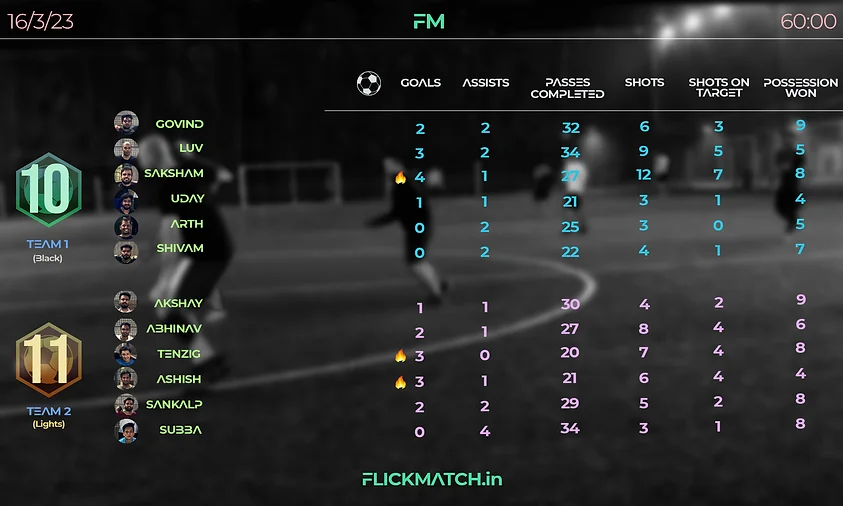 16/3/23 FM 60:00
GOALS ASSISTS PASSES COMPLETED SHOTS SHOTS ON TARGET POSSESSION WON
GOVIND 2 2 32 6 3 9
LUV 3 2 34 9 5 5
SAKSHAM 🔥 4 1 27 12 7 8
UDAY 1 1 21 3 1 4
ARTH 0 2 25 3 0 5
SHIVAM 0 2 22 4 1 7
10
TEAM 1
(Black)
AKSHAY 1 1 30 4 2 9
ABHINAV 2 1 27 8 4 6
TENZIG 🔥 3 0 20 7 4 8
ASHISH 🔥 3 1 21 6 4 4
SANKALP 2 2 29 5 2 8
SUBBA 0 4 34 3 1 8
11
TEAM 2
(Lights)
FLICKMATCH.in